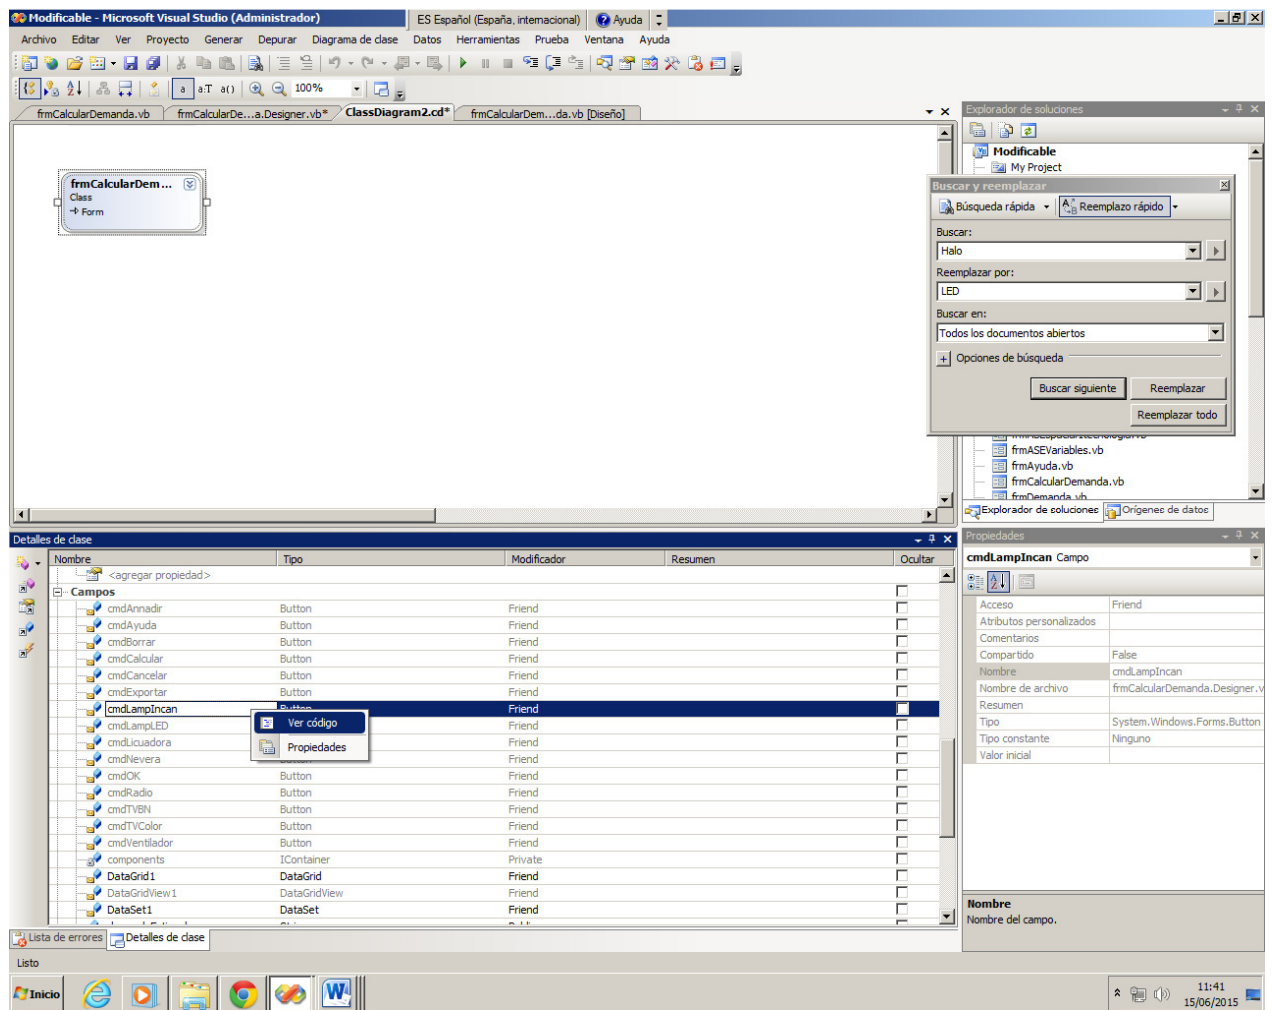 Modificable - Microsoft Visual Studio (Administrador)
ES Español (España, internacional) Ayuda
Archivo Editar Ver Proyecto Generar Depurar Diagrama de clase Datos Herramientas Prueba Ventana Ayuda
a a:T a() 100%
frmCalcularDemanda.vb frmCalcularDe...a.Designer.vb* ClassDiagram2.cd* frmCalcularDem...da.vb [Diseño]
frmCalcularDem...
Class
Form
Explorador de soluciones
Modificable
My Project
Buscar y reemplazar
Búsqueda rápida Reemplazo rápido
Buscar:
Halo
Reemplazar por:
LED
Buscar en:
Todos los documentos abiertos
Opciones de búsqueda
Buscar siguiente Reemplazar
Reemplazar todo
frmASEVariables.vb
frmAyuda.vb
frmCalcularDemanda.vb
frmDemanda.vb
Explorador de soluciones Orígenes de datos
Detalles de clase
Nombre Tipo Modificador Resumen Ocultar
<agregar propiedad>
Campos
cmdAnnadir Button Friend
cmdAyuda Button Friend
cmdBorrar Button Friend
cmdCalcular Button Friend
cmdCancelar Button Friend
cmdExportar Button Friend
cmdLampIncan Button Friend
cmdLampLED Friend
cmdLicuadora Friend
cmdNevera Button Friend
cmdOK Button Friend
cmdRadio Button Friend
cmdTVBN Button Friend
cmdTVColor Button Friend
cmdVentilador Button Friend
components IContainer Private
DataGrid1 DataGrid Friend
DataGridView1 DataGridView Friend
DataSet1 DataSet Friend
Ver código
Propiedades
Lista de errores Detalles de clase
Propiedades
cmdLampIncan Campo
Acceso Friend
Atributos personalizados
Comentarios
Compartido False
Nombre cmdLampIncan
Nombre de archivo frmCalcularDemanda.Designer.v
Resumen
Tipo System.Windows.Forms.Button
Tipo constante Ninguno
Valor inicial
Nombre
Nombre del campo.
Listo
Inicio
11:41
15/06/2015